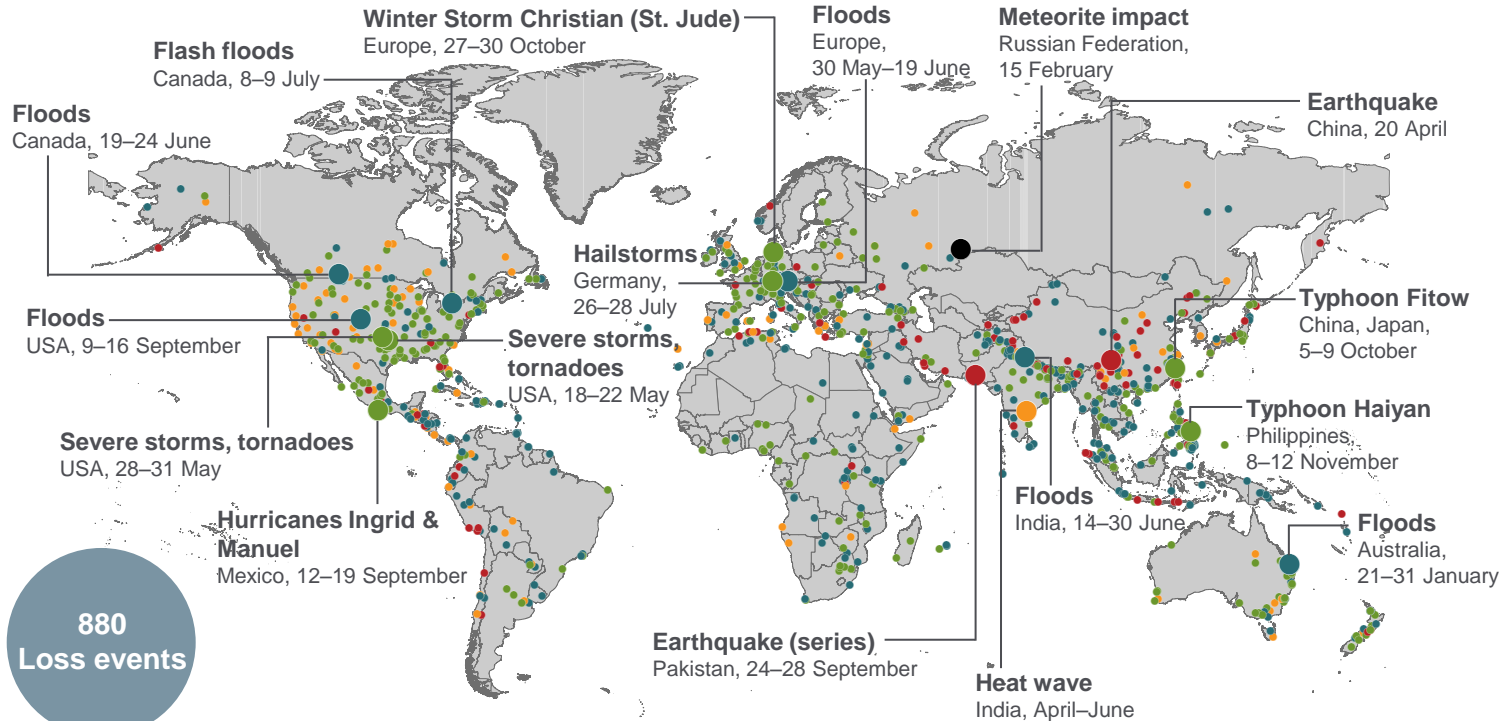 Winter Storm Christian (St. Jude)
Europe, 27–30 October
Floods
Europe,
30 May–19 June
Meteorite impact
Russian Federation,
15 February
Flash floods
Canada, 8–9 July
Earthquake
China, 20 April
Floods
Canada, 19–24 June
Hailstorms
Germany,
26–28 July
Typhoon Fitow
China, Japan,
5–9 October
Floods
USA, 9–16 September
Severe storms,
tornadoes
USA, 18–22 May
Typhoon Haiyan
Philippines,
8–12 November
Severe storms, tornadoes
USA, 28–31 May
Floods
India, 14–30 June
Hurricanes Ingrid &
Manuel
Mexico, 12–19 September
Floods
Australia,
21–31 January
880
Loss events
Earthquake (series)
Pakistan, 24–28 September
Heat wave
India, April–June